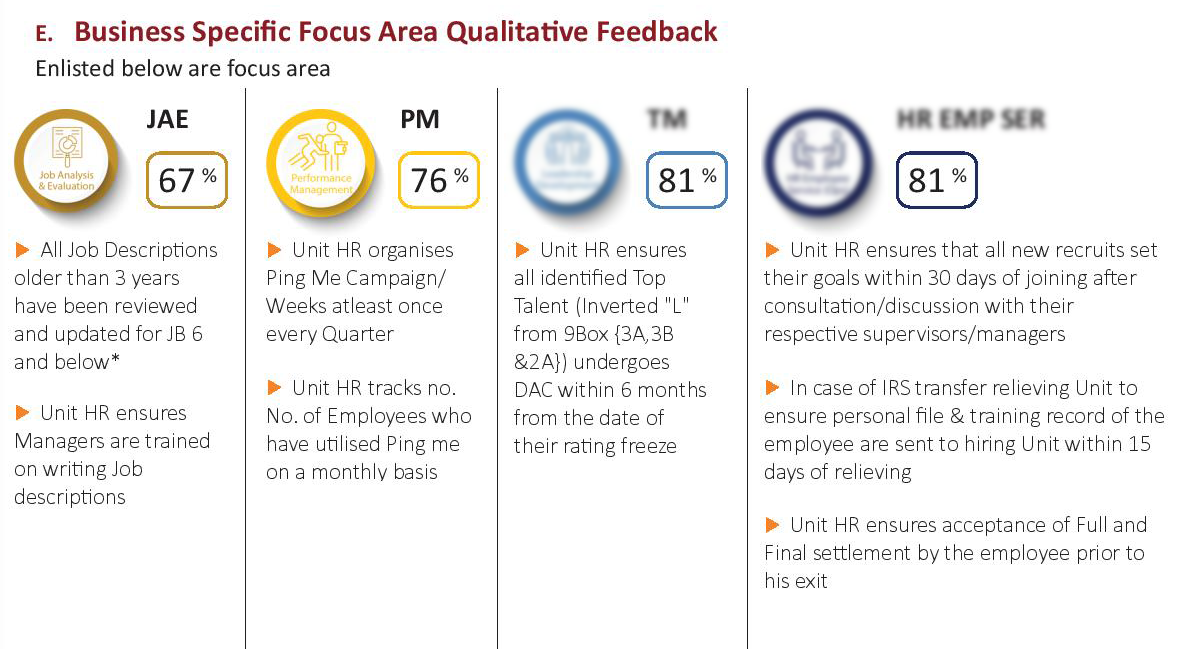 E. Business Specific Focus Area Qualitative Feedback
Enlisted below are focus area
JAE
Job Analysis
& Evaluation
67 %
▶ All Job Descriptions
older than 3 years
have been reviewed
and updated for JB 6
and below*
▶ Unit HR ensures
Managers are trained
on writing Job
descriptions
PM
Performance
Management
76 %
▶ Unit HR organises
Ping Me Campaign/
Weeks atleast once
every Quarter
▶ Unit HR tracks no.
No. of Employees who
have utilised Ping me
on a monthly basis
TM
81 %
▶ Unit HR ensures
all identified Top
Talent (Inverted "L"
from 9Box {3A,3B
&2A}) undergoes
DAC within 6 months
from the date of
their rating freeze
HR EMP SER
81 %
▶ Unit HR ensures that all new recruits set
their goals within 30 days of joining after
consultation/discussion with their
respective supervisors/managers
▶ In case of IRS transfer relieving Unit to
ensure personal file & training record of the
employee are sent to hiring Unit within 15
days of relieving
▶ Unit HR ensures acceptance of Full and
Final settlement by the employee prior to
his exit